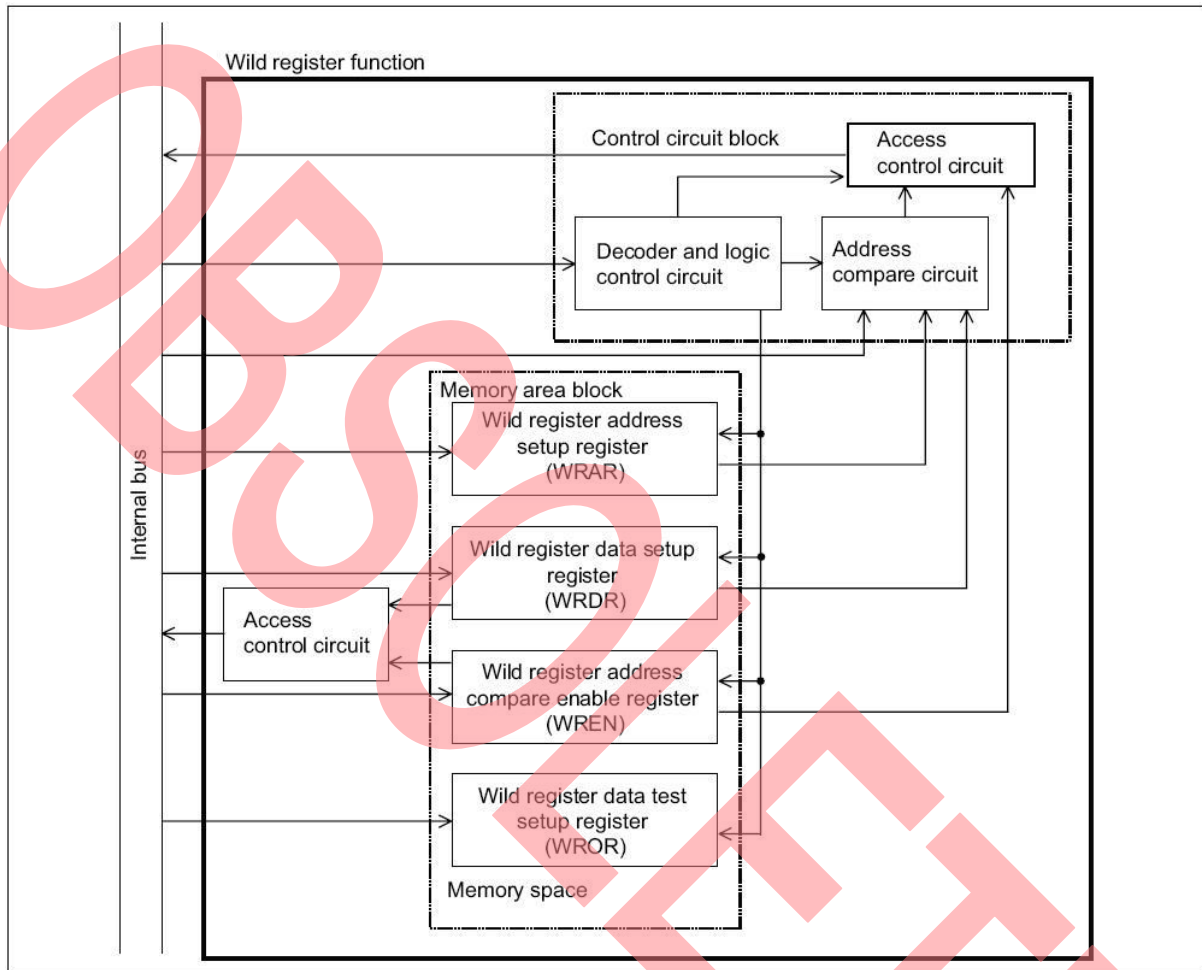 Wild register function
Control circuit block
Access
control circuit
Decoder and logic
control circuit
Address
compare circuit
Memory area block
Wild register address
setup register
(WRAR)
Internal bus
Wild register data setup
register
(WRDR)
Access
control circuit
Wild register address
compare enable register
(WREN)
Wild register data test
setup register
(WROR)
Memory space
OBSOLET